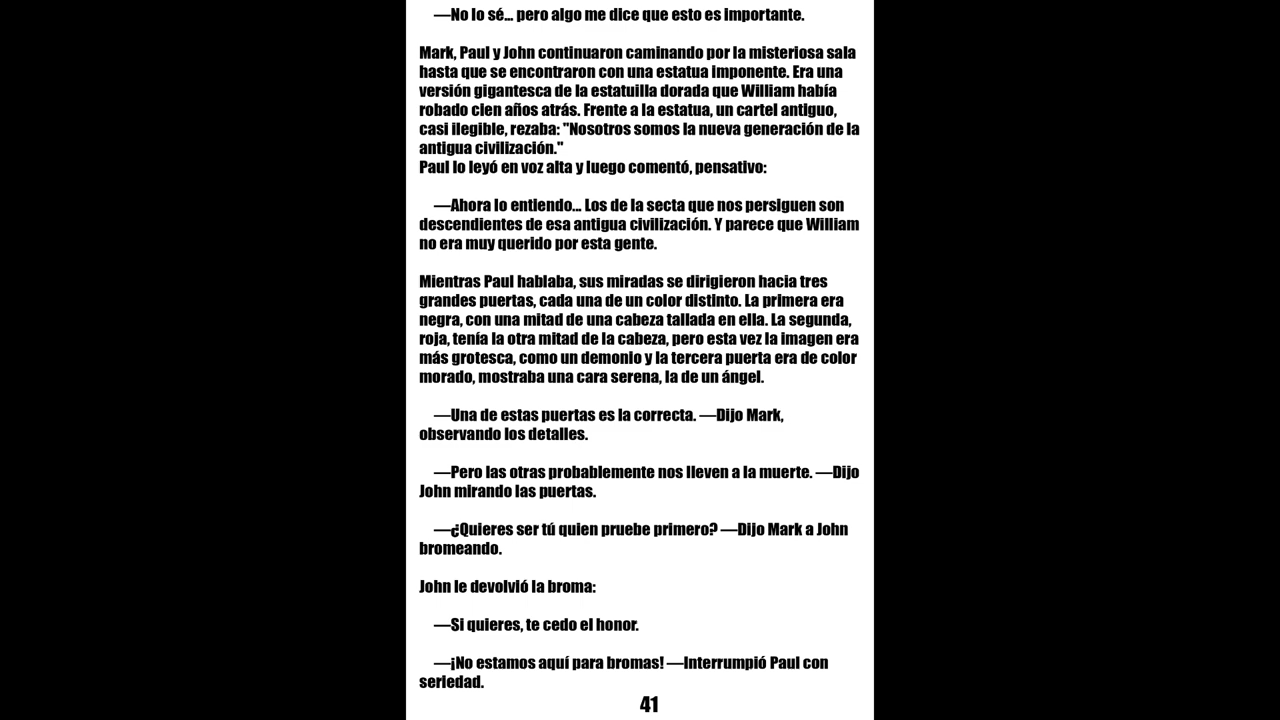 —No lo sé... pero algo me dice que esto es importante.
Mark, Paul y John continuaron caminando por la misteriosa sala
hasta que se encontraron con una estatua imponente. Era una
versión gigantesca de la estatuilla dorada que William había
robado cien años atrás. Frente a la estatua, un cartel antiguo,
casi ilegible, rezaba: "Nosotros somos la nueva generación de la
antigua civilización."
Paul lo leyó en voz alta y luego comentó, pensativo:
—Ahora lo entiendo... Los de la secta que nos persiguen son
descendientes de esa antigua civilización. Y parece que William
no era muy querido por esta gente.
Mientras Paul hablaba, sus miradas se dirigieron hacia tres
grandes puertas, cada una de un color distinto. La primera era
negra, con una mitad de una cabeza tallada en ella. La segunda,
roja, tenía la otra mitad de la cabeza, pero esta vez la imagen era
más grotesca, como un demonio y la tercera puerta era de color
morado, mostraba una cara serena, la de un ángel.
—Una de estas puertas es la correcta. —Dijo Mark,
observando los detalles.
—Pero las otras probablemente nos lleven a la muerte. —Dijo
John mirando las puertas.
—¿Quieres ser tú quien pruebe primero? —Dijo Mark a John
bromeando.
John le devolvió la broma:
—Si quieres, te cedo el honor.
—¡No estamos aquí para bromas! —Interrumpió Paul con
seriedad.
41